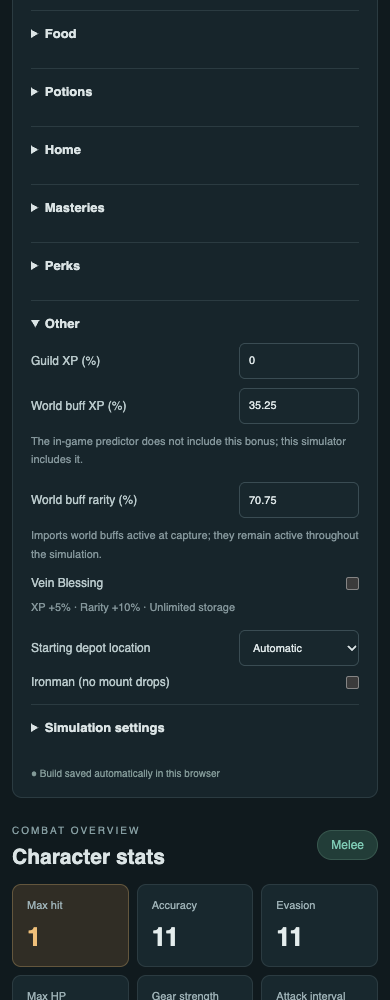 Food
Potions
Home
Masteries
Perks
Other
Guild XP (%)
0
World buff XP (%)
35.25
The in-game predictor does not include this bonus; this simulator
includes it.
World buff rarity (%)
70.75
Imports world buffs active at capture; they remain active throughout
the simulation.
Vein Blessing
XP +5% · Rarity +10% · Unlimited storage
Starting depot location
Automatic
Ironman (no mount drops)
Simulation settings
Build saved automatically in this browser
COMBAT OVERVIEW
Character stats
Melee
Max hit
Accuracy
Evasion
1
11
11
Max HP
Gear strength
Attack interval